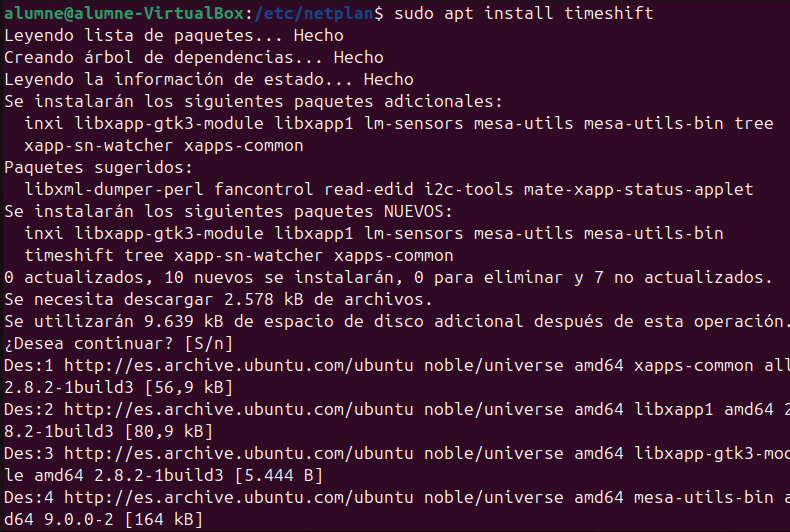 alumne@alumne-VirtualBox:/etc/netplan$ sudo apt install timeshift
Leyendo lista de paquetes... Hecho
Creando árbol de dependencias... Hecho
Leyendo la información de estado... Hecho
Se instalarán los siguientes paquetes adicionales:
  inxi libxapp-gtk3-module libxapp1 lm-sensors mesa-utils mesa-utils-bin tree
  xapp-sn-watcher xapps-common
Paquetes sugeridos:
  libxml-dumper-perl fancontrol read-edid i2c-tools mate-xapp-status-applet
Se instalarán los siguientes paquetes NUEVOS:
  inxi libxapp-gtk3-module libxapp1 lm-sensors mesa-utils mesa-utils-bin
  timeshift tree xapp-sn-watcher xapps-common
0 actualizados, 10 nuevos se instalarán, 0 para eliminar y 7 no actualizados.
Se necesita descargar 2.578 kB de archivos.
Se utilizarán 9.639 kB de espacio de disco adicional después de esta operación.
¿Desea continuar? [S/n]
Des:1 http://es.archive.ubuntu.com/ubuntu noble/universe amd64 xapps-common all
2.8.2-1build3 [56,9 kB]
Des:2 http://es.archive.ubuntu.com/ubuntu noble/universe amd64 libxapp1 amd64 2
8.2-1build3 [80,9 kB]
Des:3 http://es.archive.ubuntu.com/ubuntu noble/universe amd64 libxapp-gtk3-mod
le amd64 2.8.2-1build3 [5.444 B]
Des:4 http://es.archive.ubuntu.com/ubuntu noble/universe amd64 mesa-utils-bin a
d64 9.0.0-2 [164 kB]